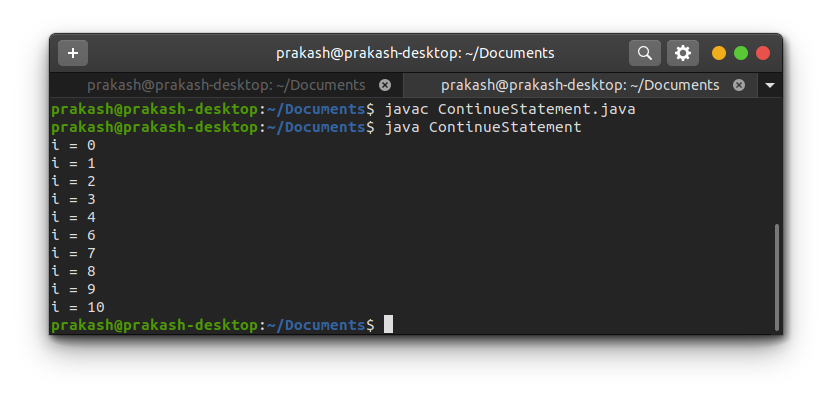 prakash@prakash-desktop: ~/Documents
prakash@prakash-desktop: ~/Documents
prakash@prakash-desktop: ~/Documents
prakash@prakash-desktop:~/Documents$ javac ContinueStatement.java
prakash@prakash-desktop:~/Documents$ java ContinueStatement
i = 0
i = 1
i = 2
i = 3
i = 4
i = 6
i = 7
i = 8
i = 9
i = 10
prakash@prakash-desktop:~/Documents$